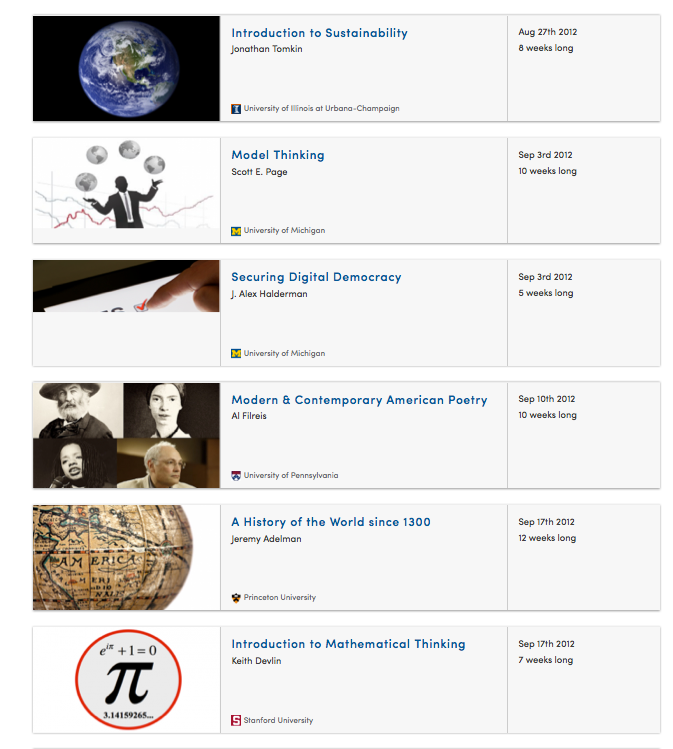 Introduction to Sustainability
Jonathan Tomkin
University of Illinois at Urbana-Champaign
Aug 27th 2012
8 weeks long
Model Thinking
Scott E. Page
University of Michigan
Sep 3rd 2012
10 weeks long
Securing Digital Democracy
J. Alex Halderman
University of Michigan
Sep 3rd 2012
5 weeks long
Modern & Contemporary American Poetry
Al Filreis
University of Pennsylvania
Sep 10th 2012
10 weeks long
AMERICA
A History of the World since 1300
Jeremy Adelman
Princeton University
Sep 17th 2012
12 weeks long
e^iπ + 1 = 0
π
3.14159265...
Introduction to Mathematical Thinking
Keith Devlin
Stanford University
Sep 17th 2012
7 weeks long